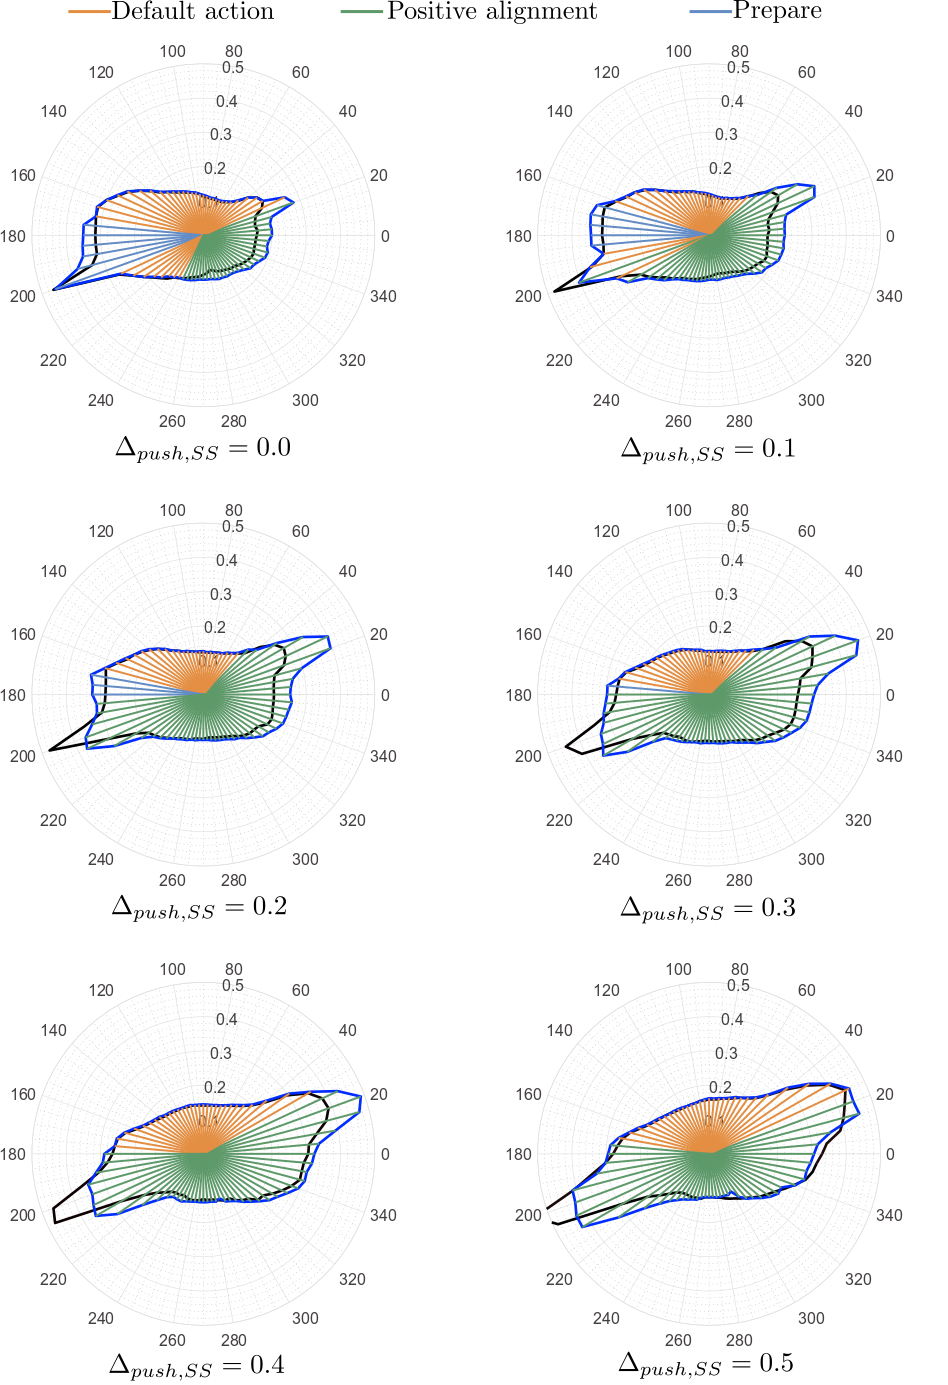 Default action Positive alignment Prepare
100 80 100 80
120 0.5 60 120 0.5 60
140 0.4 40 140 0.4 40
0.3 0.3
160 0.2 20 160 0.2 20
180 0 180 0
200 340 200 340
220 320 220 320
240 300 240 300
260 280 260 280
Δpush,SS = 0.0 Δpush,SS = 0.1
100 80 100 80
120 0.5 60 120 0.5 60
140 0.4 40 140 0.4 40
0.3 0.3
160 0.2 20 160 0.2 20
0.1 0.1
180 0 180 0
200 340 200 340
220 320 220 320
240 300 240 300
260 280 260 280
Δpush,SS = 0.2 Δpush,SS = 0.3
100 80 100 80
120 0.5 60 120 0.5 60
140 0.4 40 140 0.4 40
0.3 0.3
160 0.2 20 160 0.2 20
0.1 0.1
180 0 180 0
200 340 200 340
220 320 220 320
240 300 240 300
260 280 260 280
Δpush,SS = 0.4 Δpush,SS = 0.5